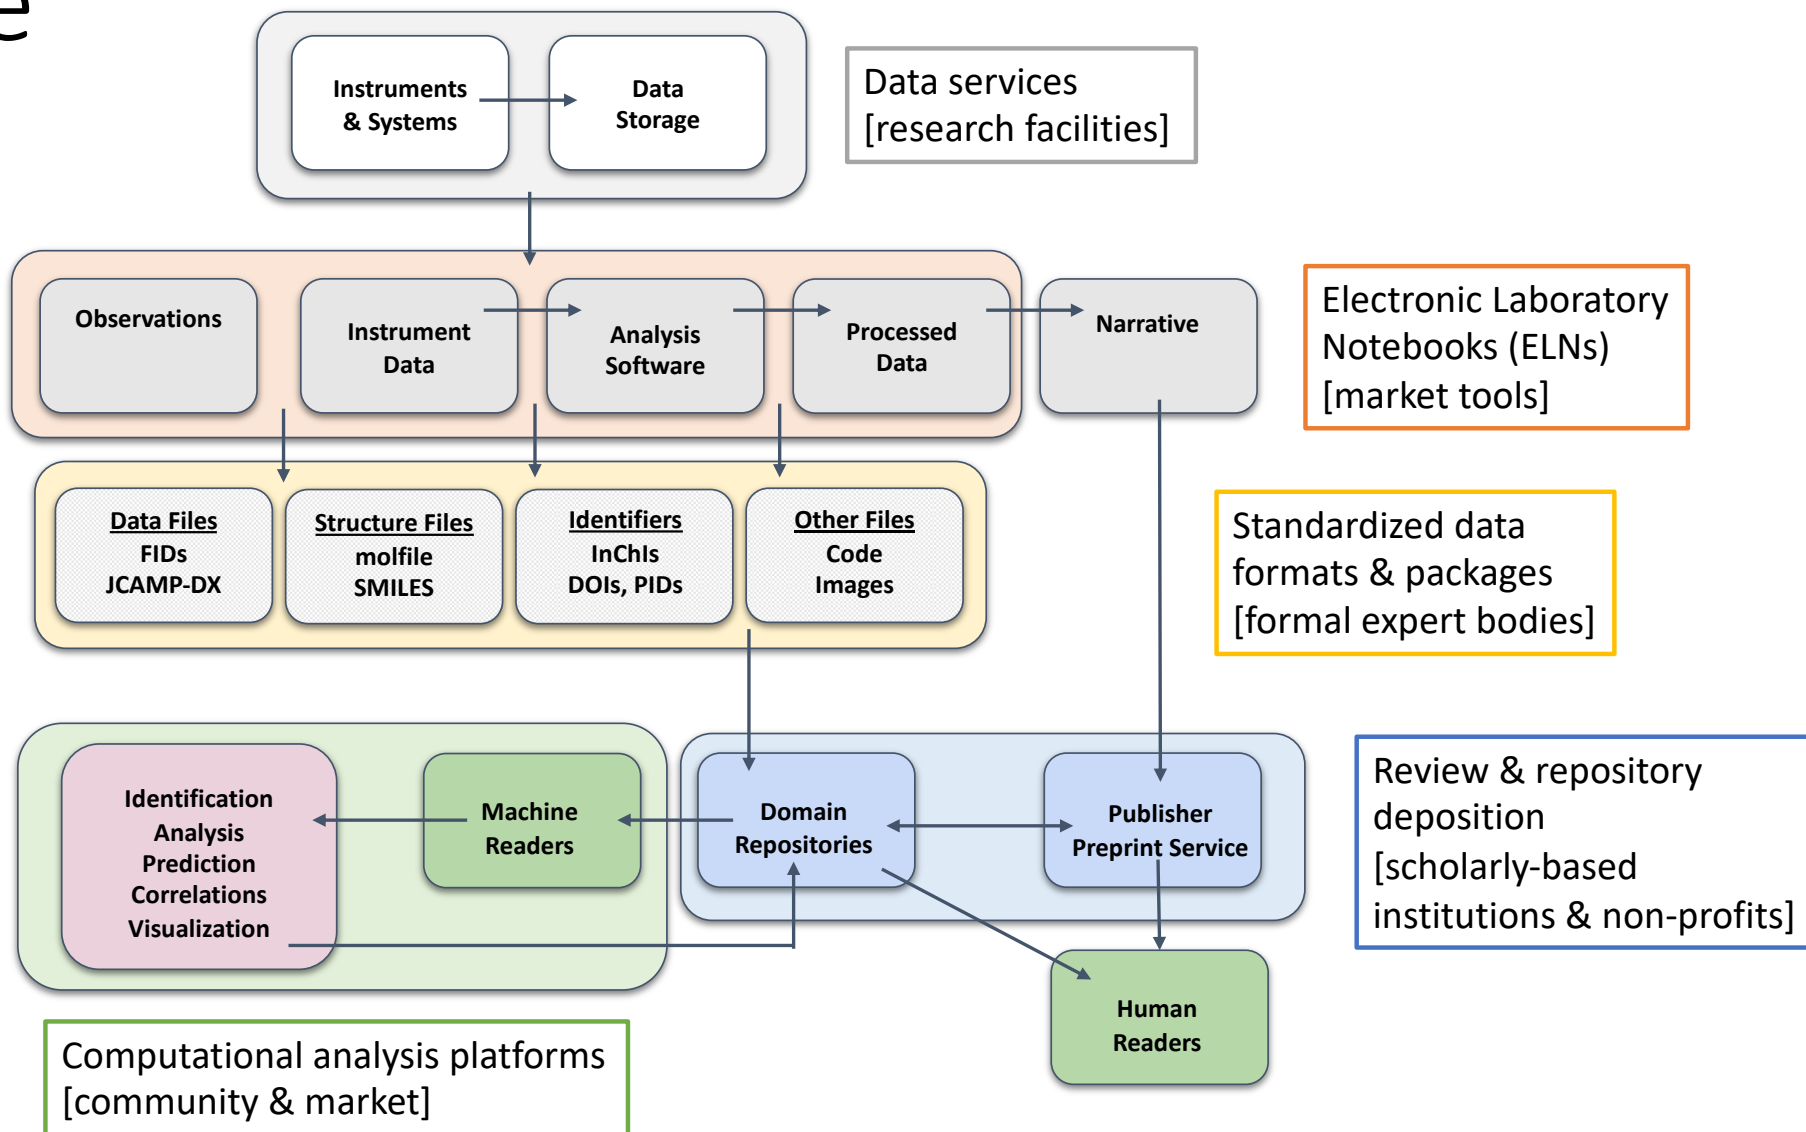 e
Instruments
& Systems
Data
Storage
Data services
[research facilities]
Observations
Instrument
Data
Analysis
Software
Processed
Data
Narrative
Electronic Laboratory
Notebooks (ELNs)
[market tools]
Data Files
FIDs
JCAMP-DX
Structure Files
molfile
SMILES
Identifiers
InChIs
DOIs, PIDs
Other Files
Code
Images
Standardized data
formats & packages
[formal expert bodies]
Identification
Analysis
Prediction
Correlations
Visualization
Machine
Readers
Domain
Repositories
Publisher
Preprint Service
Review & repository
deposition
[scholarly-based
institutions & non-profits]
Human
Readers
Computational analysis platforms
[community & market]